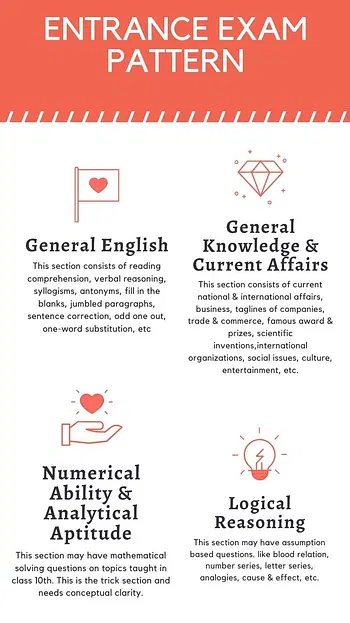 ENTRANCE EXAM
PATTERN
General English
This section consists of reading
comprehension, verbal reasoning,
syllogisms, antonyms, fill in the
blanks, jumbled paragraphs,
sentence correction, odd one out,
one-word substitution, etc
General
Knowledge &
Current Affairs
This section consists of current
national & international affairs,
business, taglines of companies,
trade & commerce, famous award &
prizes, scientific
inventions,international
organizations, social issues, culture,
entertainment, etc.
Numerical
Ability &
Analytical
Aptitude
This section may have mathematical
solving questions on topics taught in
class 10th. This is the trick section and
needs conceptual clarity.
Logical
Reasoning
This section may have assumption
based questions. like blood relation,
number series, letter series,
analogies, cause & effect, etc.